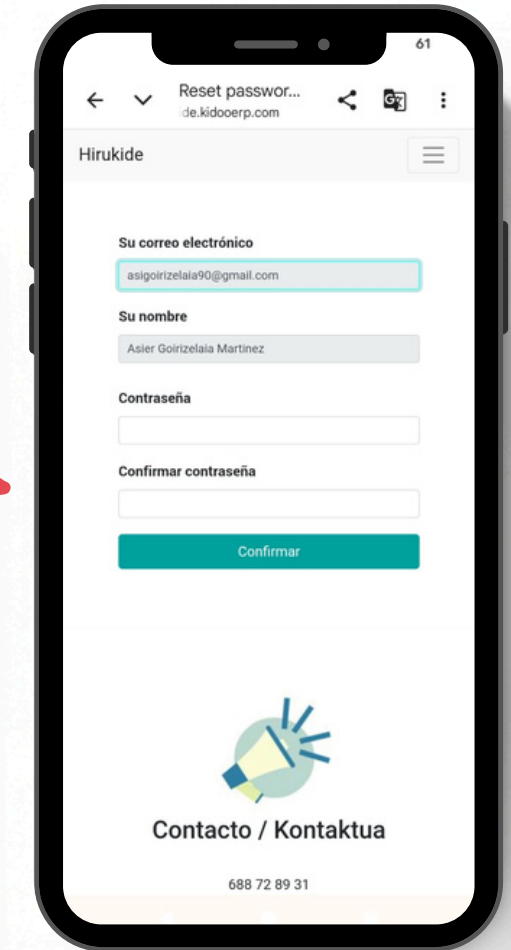 61
Reset passwor...
de.kidooerp.com
Hirukide
Su correo electrónico
asigoirizelaia90@gmail.com
Su nombre
Asier Goirizelaia Martinez
Contraseña
Confirmar contraseña
Confirmar
Contacto / Kontaktua
688 72 89 31